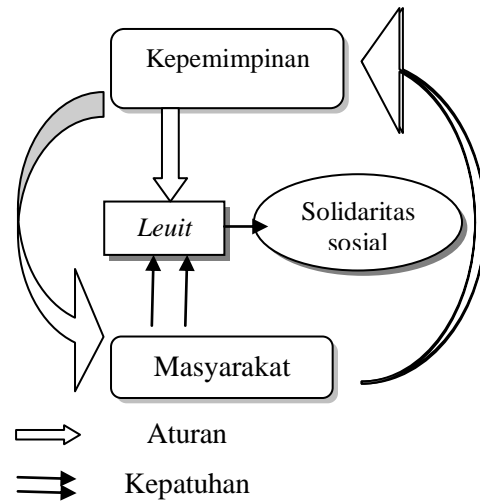 Kepemimpinan
Leuit
Solidaritas
sosial
Masyarakat
Aturan
Kepatuhan